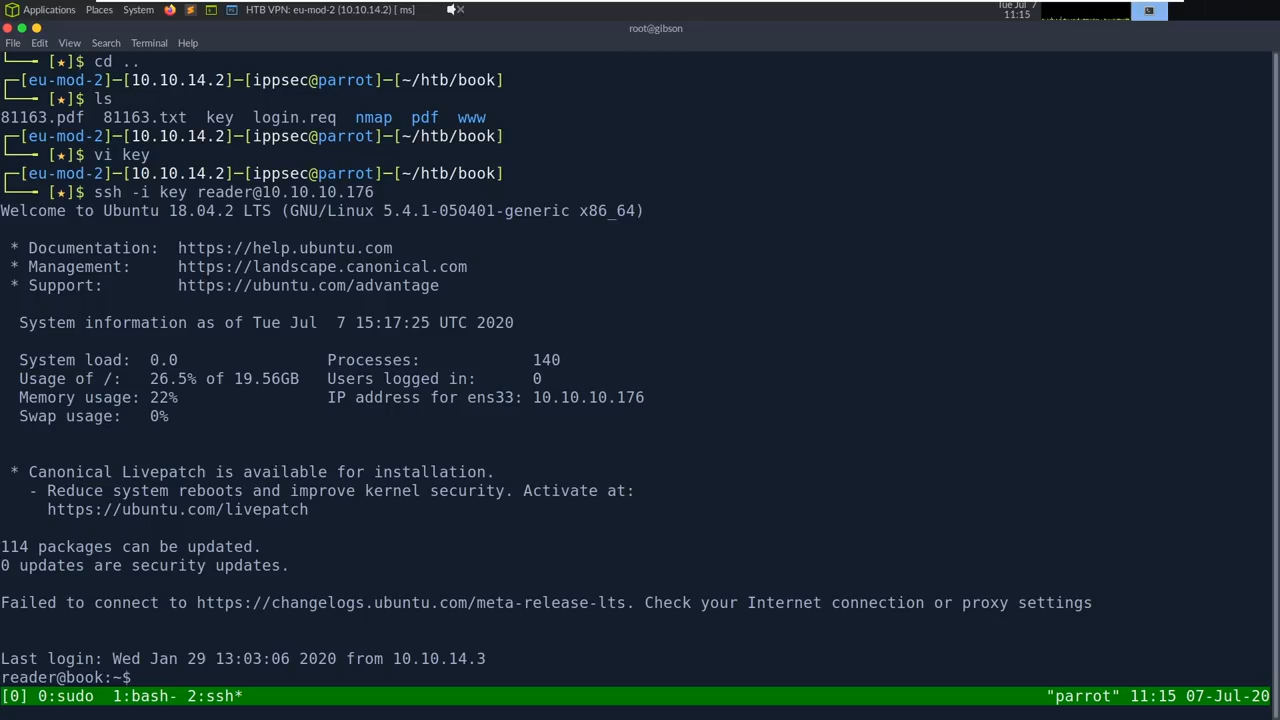 Applications Places System HTB VPN: eu-mod-2 (10.10.14.2) [ ms] Tue Jul 7
11:15
root@gibson
File Edit View Search Terminal Help
└──╼ [★]$ cd ..
┌─[eu-mod-2]─[10.10.14.2]─[ippsec@parrot]─[~/htb/book]
└──╼ [★]$ ls
81163.pdf 81163.txt key login.req nmap pdf www
┌─[eu-mod-2]─[10.10.14.2]─[ippsec@parrot]─[~/htb/book]
└──╼ [★]$ vi key
┌─[eu-mod-2]─[10.10.14.2]─[ippsec@parrot]─[~/htb/book]
└──╼ [★]$ ssh -i key reader@10.10.10.176
Welcome to Ubuntu 18.04.2 LTS (GNU/Linux 5.4.1-050401-generic x86_64)
* Documentation: https://help.ubuntu.com
* Management: https://landscape.canonical.com
* Support: https://ubuntu.com/advantage
System information as of Tue Jul 7 15:17:25 UTC 2020
System load: 0.0 Processes: 140
Usage of /: 26.5% of 19.56GB Users logged in: 0
Memory usage: 22% IP address for ens33: 10.10.10.176
Swap usage: 0%
* Canonical Livepatch is available for installation.
- Reduce system reboots and improve kernel security. Activate at:
https://ubuntu.com/livepatch
114 packages can be updated.
0 updates are security updates.
Failed to connect to https://changelogs.ubuntu.com/meta-release-lts. Check your Internet connection or proxy settings
Last login: Wed Jan 29 13:03:06 2020 from 10.10.14.3
reader@book:~$
[0] 0:sudo 1:bash- 2:ssh* "parrot" 11:15 07-Jul-20